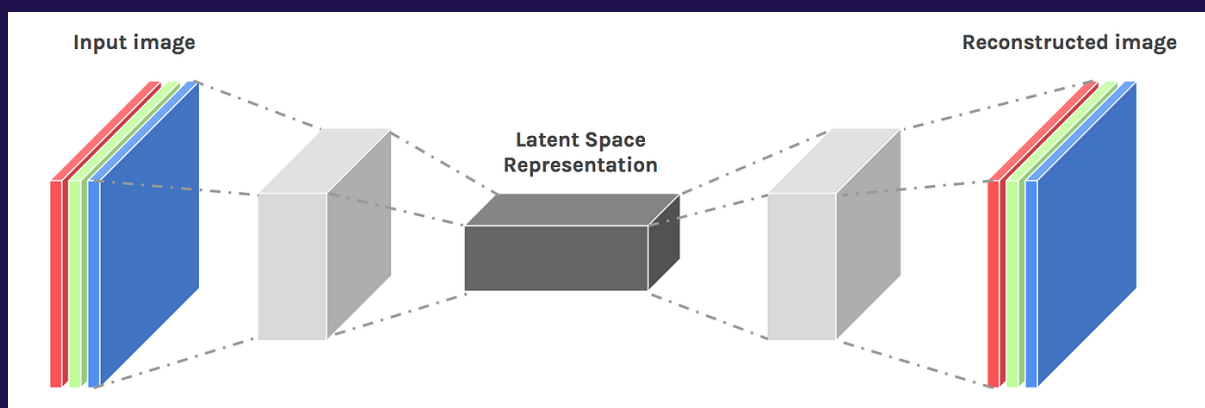 Input image
Reconstructed image
Latent Space
Representation